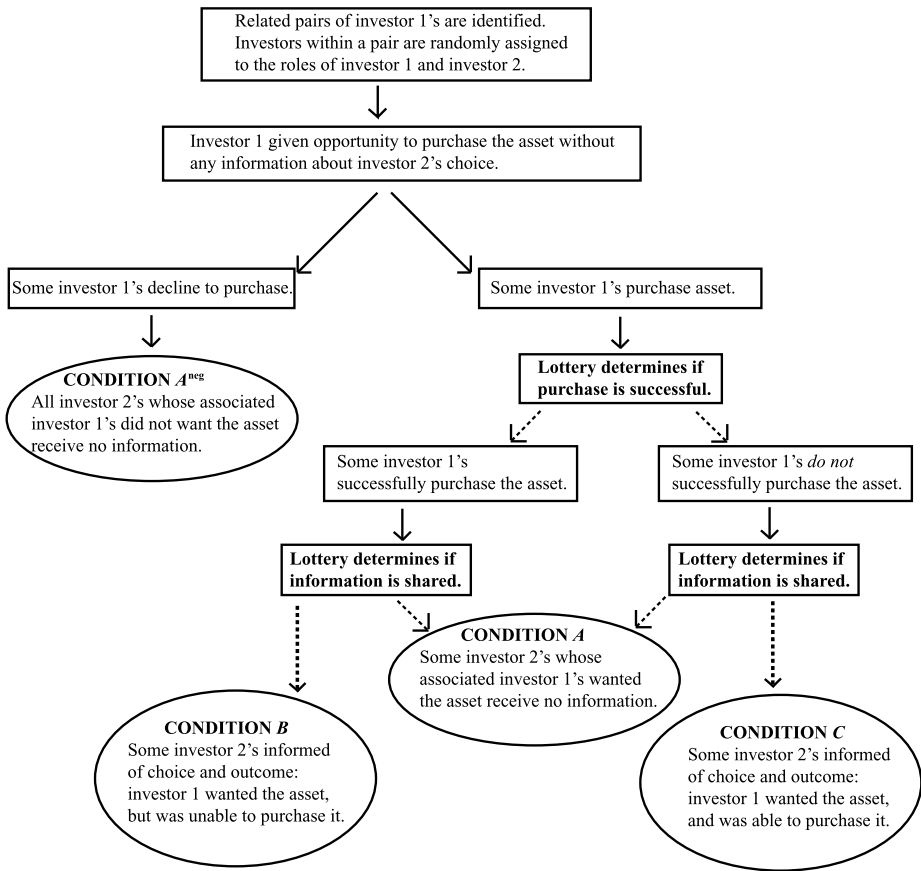 Related pairs of investor 1's are identified.
Investors within a pair are randomly assigned
to the roles of investor 1 and investor 2.
Investor 1 given opportunity to purchase the asset without
any information about investor 2's choice.
Some investor 1's decline to purchase.
Some investor 1's purchase asset.
CONDITION A^neg
All investor 2's whose associated
investor 1's did not want the asset
receive no information.
Lottery determines if
purchase is successful.
Some investor 1's
successfully purchase the asset.
Some investor 1's do not
successfully purchase the asset.
Lottery determines if
information is shared.
Lottery determines if
information is shared.
CONDITION A
Some investor 2's whose
associated investor 1's wanted
the asset receive no information.
CONDITION B
Some investor 2's informed
of choice and outcome:
investor 1 wanted the asset,
but was unable to purchase it.
CONDITION C
Some investor 2's informed
of choice and outcome:
investor 1 wanted the asset,
and was able to purchase it.